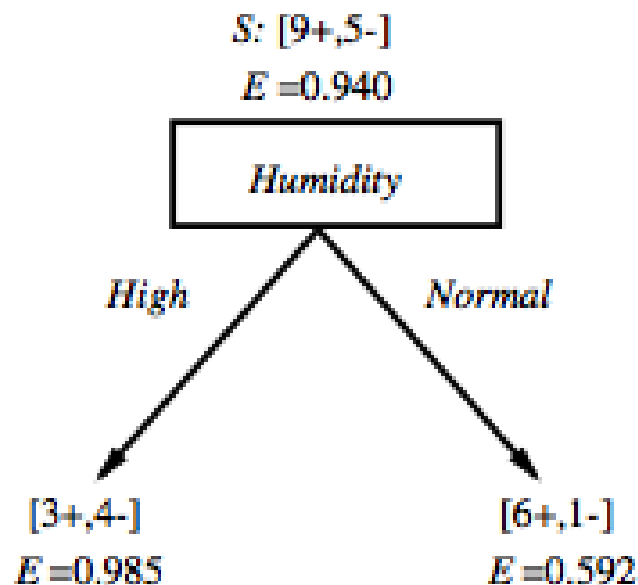 S: [9+,5-]
E =0.940
Humidity
High
Normal
[3+,4-]
[6+,1-]
E =0.985
E =0.592